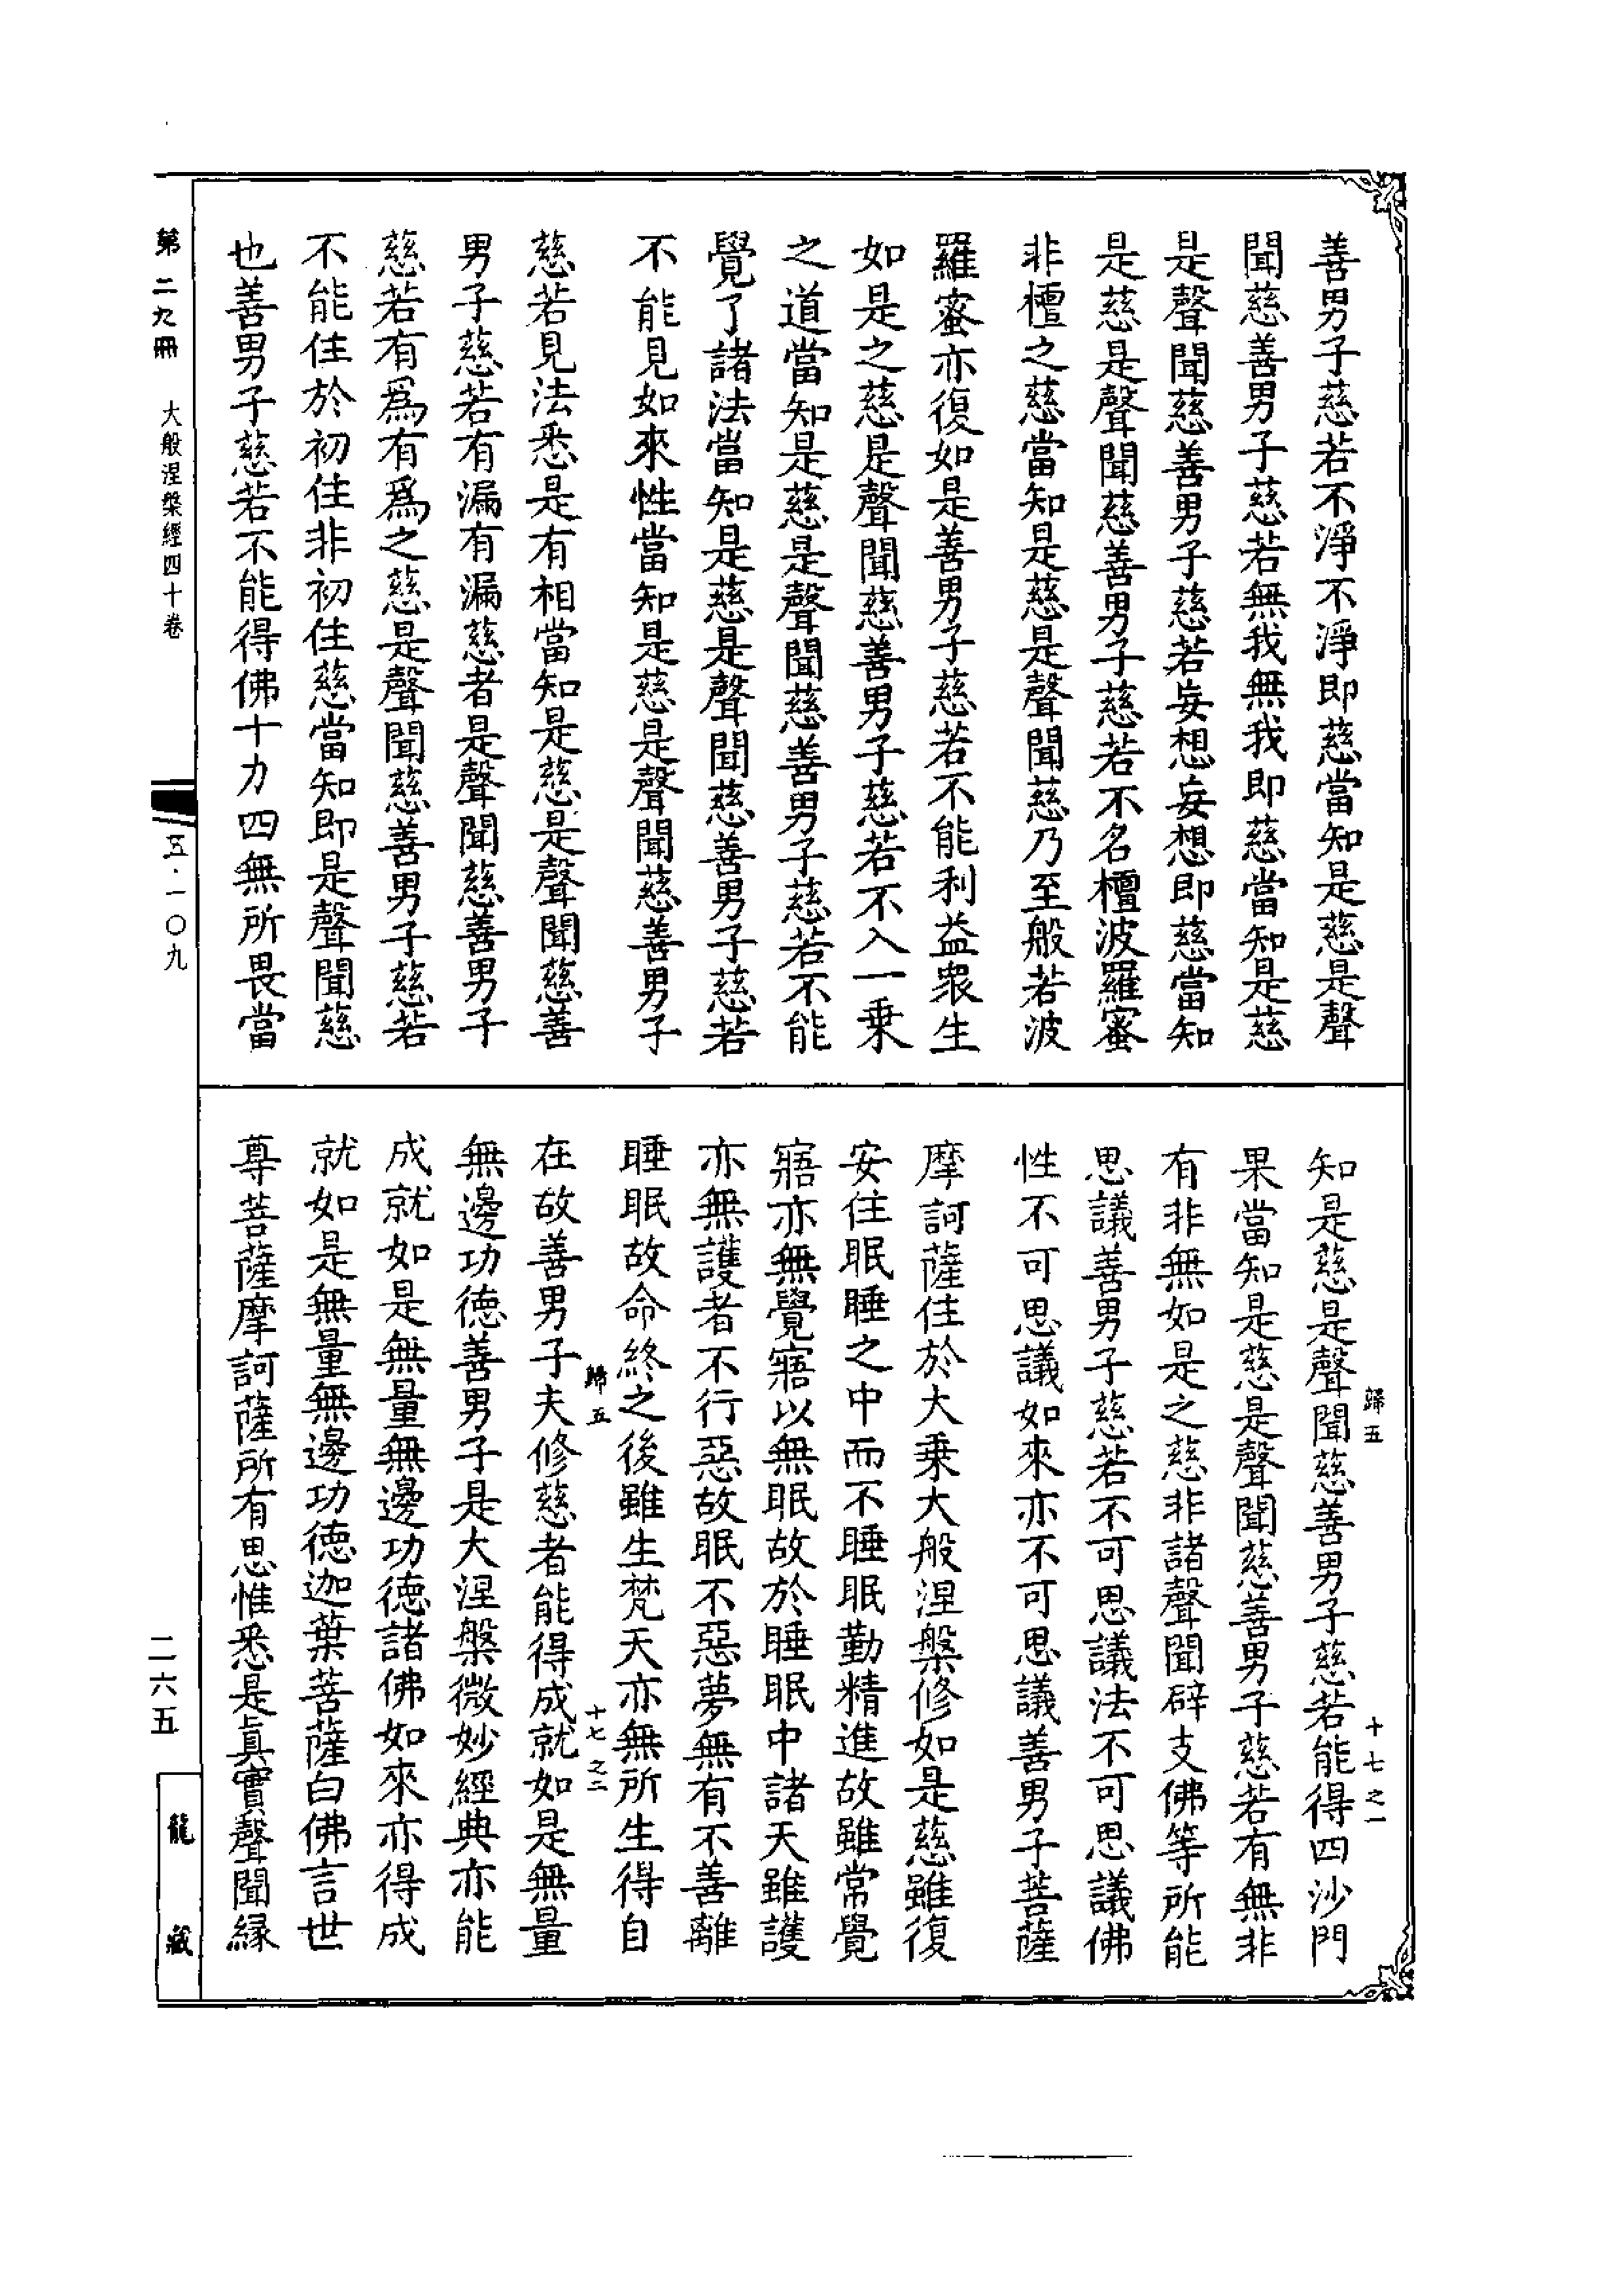 善男子慈若不淨不淨即慈當知是慈是聲
聞慈善男子慈若無我無我即慈當知是慈
是聲聞慈善男子慈若妄想妄想即慈當知
是慈是聲聞慈善男子慈若不名檀波羅蜜
非檀之慈當知是慈是聲聞慈乃至般若波
羅蜜亦復如是善男子慈若不能利益衆生
如是之慈是聲聞慈善男子慈若不入一乗
之道當知是慈是聲聞慈善男子慈若不能
覺了諸法當知是慈是聲聞慈善男子慈若
不能見如來性當知是慈是聲聞慈善男子
慈若見法悉是有相當知是慈是聲聞慈善
男子慈若有漏有漏慈者是聲聞慈善男子
慈若有爲有爲之慈是聲聞慈善男子慈若
不能住於初住非初住慈當知即是聲聞慈
也善男子慈若不能得佛十力四無所畏當
歸五 十七之一
知是慈是聲聞慈善男子慈若能得四沙門
果當知是慈是聲聞慈善男子慈若有無非
有非無如是之慈非諸聲聞辟支佛等所能
思議善男子慈若不可思議法不可思議佛
性不可思議如來亦不可思議善男子菩薩
摩訶薩住於大乗大般涅槃修如是慈雖復
安住眠睡之中而不睡眠勤精進故雖常覺
寤亦無覺寤以無眠故於睡眠中諸天雖護
亦無護者不行惡故眠不惡夢無有不善離
睡眠故命終之後雖生梵天亦無所生得自
歸五 十七之二
在故善男子夫修慈者能得成就如是無量
無邊功德善男子是大涅槃微妙經典亦能
成就如是無量無邊功德諸佛如來亦得成
就如是無量無邊功德迦葉菩薩白佛言世
尊菩薩摩訶薩所有思惟悉是眞實聲聞緣
第二九冊 大般涅槃經四十卷 五·一〇九
二六五 龍藏